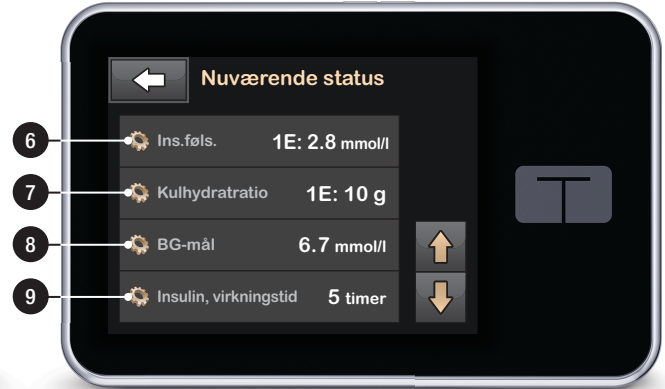 Nuværende status
6 Ins.føls. 1E: 2.8 mmol/l
7 Kulhydratratio 1E: 10 g
8 BG-mål 6.7 mmol/l
9 Insulin, virkningstid 5 timer